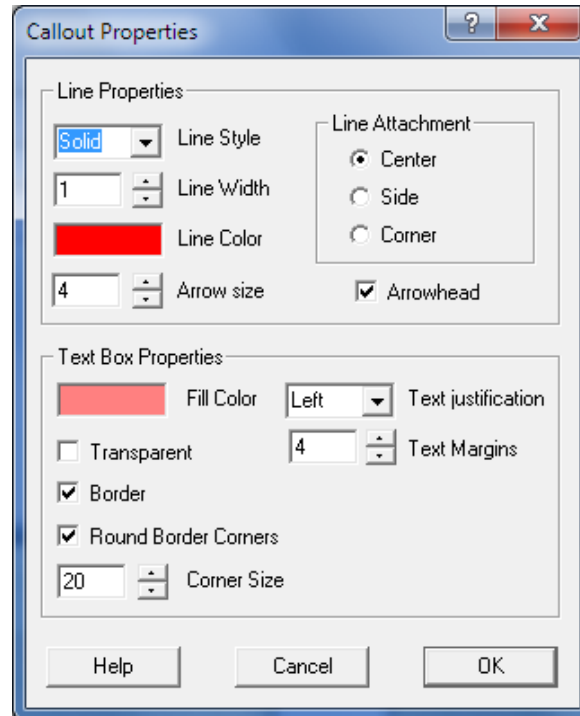 Callout Properties
?
X
Line Properties
Solid
Line Style
1
Line Width
Line Color
4
Arrow size
Line Attachment
Center
Side
Corner
Arrowhead
Text Box Properties
Fill Color
Left
Text justification
Transparent
4
Text Margins
Border
Round Border Corners
20
Corner Size
Help
Cancel
OK